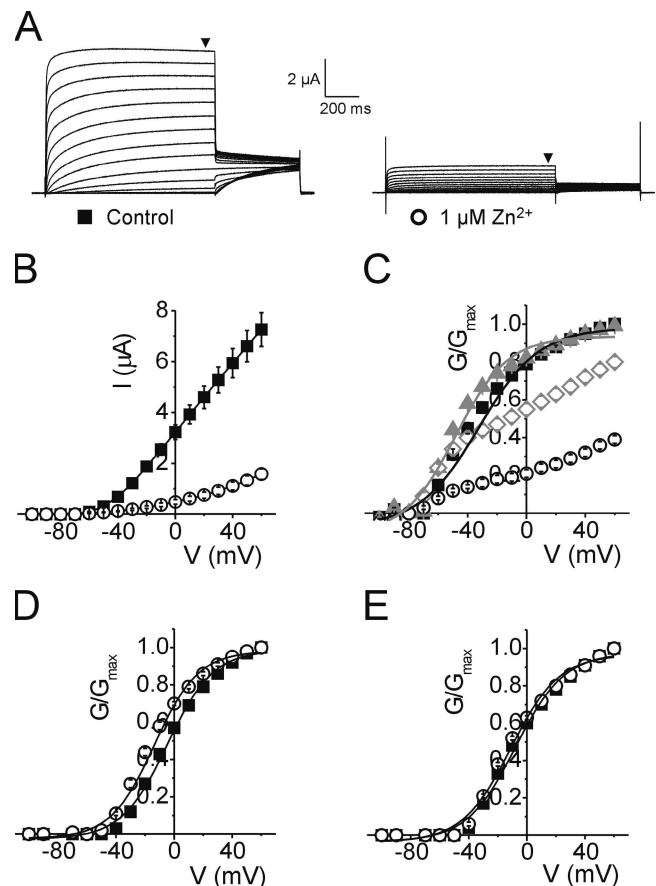 A
2 µA
200 ms
Control
1 µM Zn2+
B
8
6
4
2
I (µA)
-80 -40 0 40
V (mV)
C
1.0
0.8
0.6
0.4
0.2
G/Gmax
-80 -40 0 40
V (mV)
D
1.0
0.8
0.6
0.4
0.2
G/Gmax
-80 -40 0 40
V (mV)
E
1.0
0.8
0.6
0.4
0.2
G/Gmax
-80 -40 0 40
V (mV)